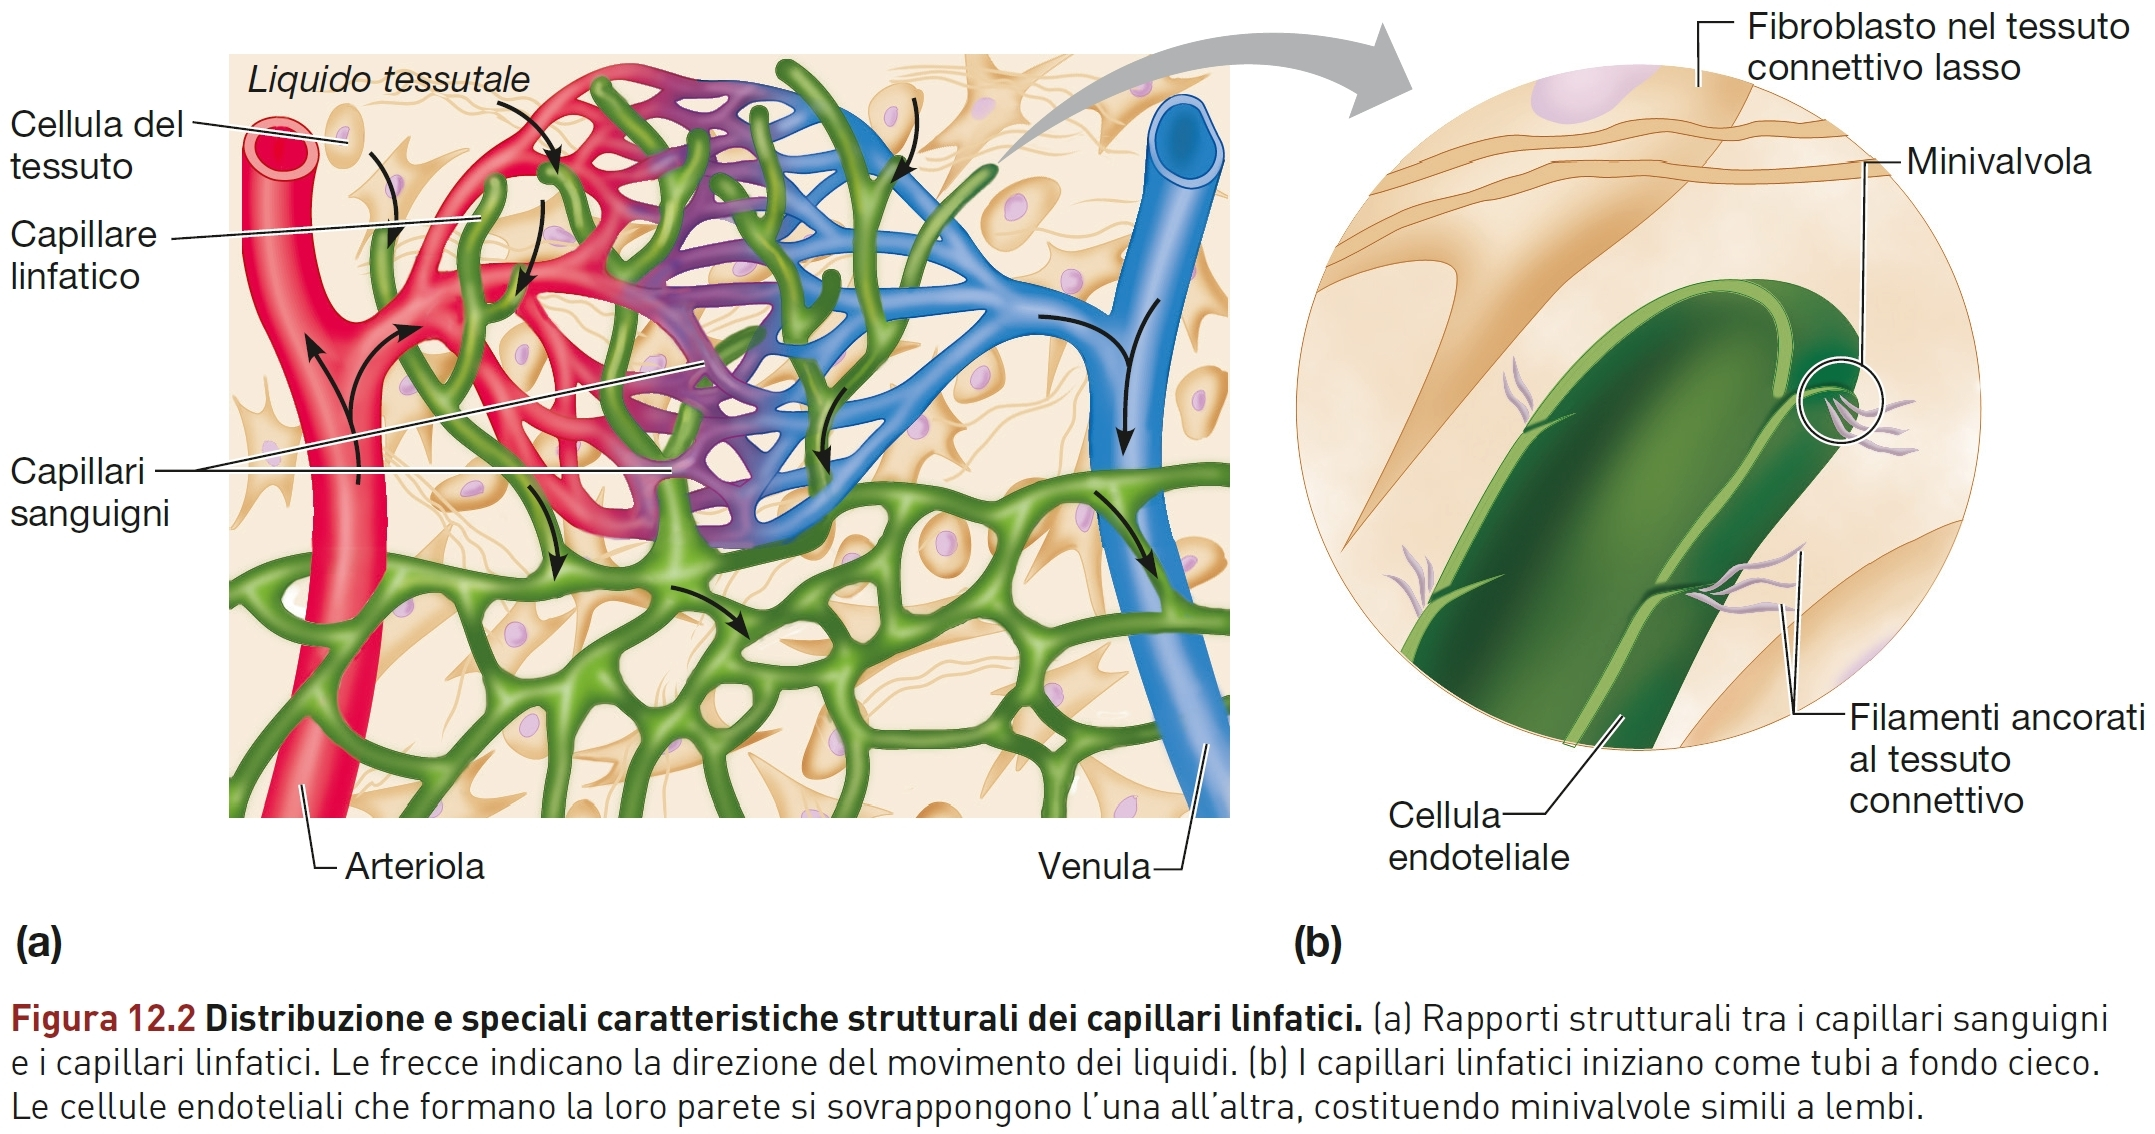 Liquido tessutale
Cellula del
tessuto
Capillare
linfatico
Capillari
sanguigni
Arteriola
Venula
(a)
Fibroblasto nel tessuto
connettivo lasso
Minivalvola
Filamenti ancorati
al tessuto
connettivo
Cellula
endoteliale
(b)
Figura 12.2 Distribuzione e speciali caratteristiche strutturali dei capillari linfatici. (a) Rapporti strutturali tra i capillari sanguigni
e i capillari linfatici. Le frecce indicano la direzione del movimento dei liquidi. (b) I capillari linfatici iniziano come tubi a fondo cieco.
Le cellule endoteliali che formano la loro parete si sovrappongono l'una all'altra, costituendo minivalvole simili a lembi.